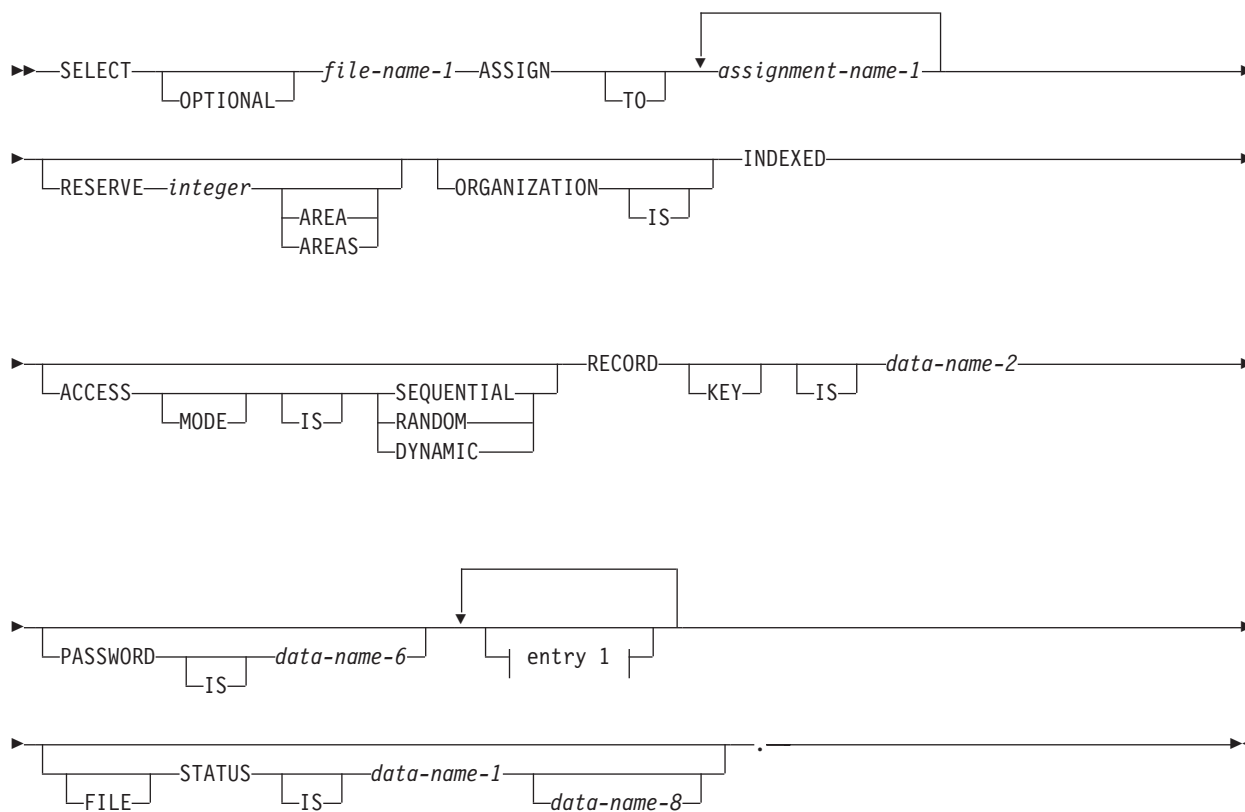 SELECT file-name-1 ASSIGN assignment-name-1
OPTIONAL TO
RESERVE integer ORGANIZATION INDEXED
AREA IS
AREAS
ACCESS MODE IS SEQUENTIAL RECORD KEY IS data-name-2
RANDOM
DYNAMIC
PASSWORD IS data-name-6 entry 1
STATUS data-name-1 .
FILE IS data-name-8